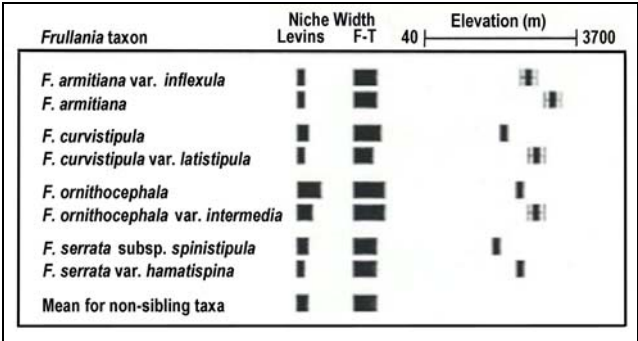 Niche Width Elevation (m)
Frullania taxon Levins F-T 40 3700
F. armitiana var. inflexula
F. armitiana
F. curvistipula
F. curvistipula var. latistipula
F. ornithocephala
F. ornithocephala var. intermedia
F. serrata subsp. spinistipula
F. serrata var. hamatispina
Mean for non-sibling taxa